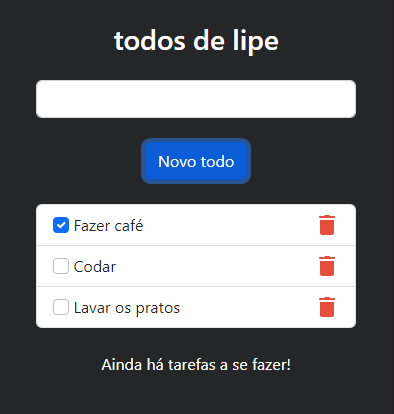 todos de lipe
Novo todo
Fazer café
Codar
Lavar os pratos
Ainda há tarefas a se fazer!